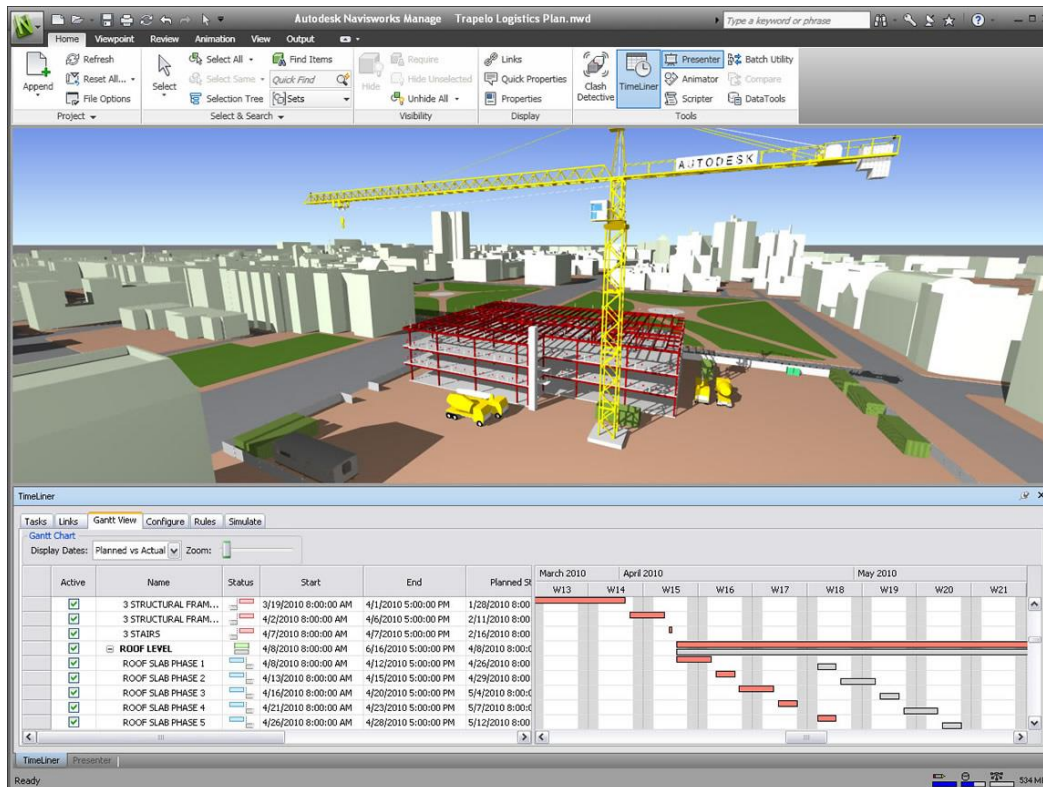 Autodesk Navisworks Manage Trapelo Logistics Plan.nwd Type a keyword or phrase
Home Viewpoint Review Animation View Output
Append
Refresh
Reset All...
File Options
Project
Select
Select All
Select Same
Selection Tree
Find Items
Quick Find
Sets
Select & Search
Hide
Require
Hide Unselected
Unhide All
Visibility
Links
Quick Properties
Properties
Display
Clash Detective
TimeLiner
Presenter
Animator
Scripter
Batch Utility
Compare
DataTools
Tools
AUTODESK
TimeLiner
Tasks Links Gantt View Configure Rules Simulate
Gantt Chart
Display Dates: Planned vs Actual Zoom:
Active Name Status Start End Planned St
March 2010 April 2010 May 2010
W13 W14 W15 W16 W17 W18 W19 W20 W21
3 STRUCTURAL FRAM... 3/19/2010 8:00:00 AM 4/1/2010 5:00:00 PM 1/28/2010 8:00
3 STRUCTURAL FRAM... 4/2/2010 8:00:00 AM 4/6/2010 5:00:00 PM 2/11/2010 8:00
3 STAIRS 4/7/2010 8:00:00 AM 4/7/2010 5:00:00 PM 2/16/2010 8:00
ROOF LEVEL 4/8/2010 8:00:00 AM 6/16/2010 5:00:00 PM 4/8/2010 8:00:0
ROOF SLAB PHASE 1 4/8/2010 8:00:00 AM 4/12/2010 5:00:00 PM 4/26/2010 8:00
ROOF SLAB PHASE 2 4/13/2010 8:00:00 AM 4/15/2010 5:00:00 PM 4/29/2010 8:00
ROOF SLAB PHASE 3 4/16/2010 8:00:00 AM 4/20/2010 5:00:00 PM 5/4/2010 8:00:0
ROOF SLAB PHASE 4 4/21/2010 8:00:00 AM 4/23/2010 5:00:00 PM 5/7/2010 8:00:0
ROOF SLAB PHASE 5 4/26/2010 8:00:00 AM 4/28/2010 5:00:00 PM 5/12/2010 8:00
TimeLiner Presenter
Ready
534 M